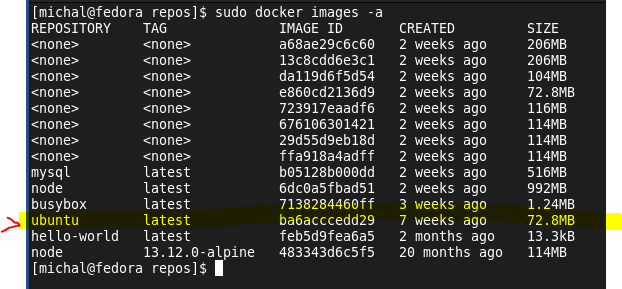 [michal@fedora repos]$ sudo docker images -a
REPOSITORY TAG IMAGE ID CREATED SIZE
<none> <none> a68ae29c6c60 2 weeks ago 206MB
<none> <none> 13c8cdd6e3c1 2 weeks ago 206MB
<none> <none> da119d6f5d54 2 weeks ago 104MB
<none> <none> e860cd2136d9 2 weeks ago 72.8MB
<none> <none> 723917eaadf6 2 weeks ago 116MB
<none> <none> 676106301421 2 weeks ago 114MB
<none> <none> 29d55d9eb18d 2 weeks ago 114MB
<none> <none> ffa918a4adff 2 weeks ago 114MB
mysql latest b05128b000dd 2 weeks ago 516MB
node latest 6dc0a5fbad51 2 weeks ago 992MB
busybox latest 7138284460ff 3 weeks ago 1.24MB
ubuntu latest ba6acccedd29 7 weeks ago 72.8MB
hello-world latest feb5d9fea6a5 2 months ago 13.3kB
node 13.12.0-alpine 483343d6c5f5 20 months ago 114MB
[michal@fedora repos]$